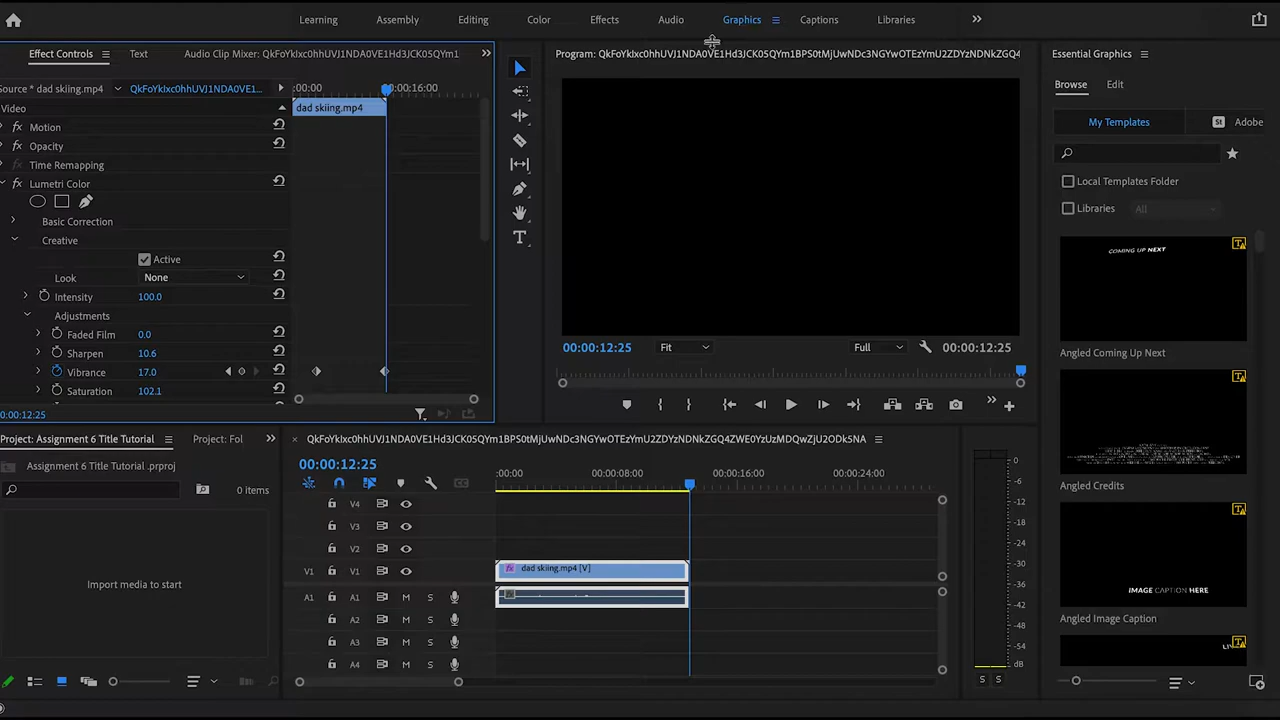 Learning Assembly Editing Color Effects Audio Graphics Captions Libraries
Effect Controls Text Audio Clip Mixer: QkFoYkIxc0hhUVJ1NDA0VE1Hd3JCK05QYm1
Source * dad skiing.mp4 QkFoYkIxc0hhUVJ1NDA0VE1...
;00:00 00:00:16:00
Video dad skiing.mp4
Motion
Opacity
Time Remapping
Lumetri Color
Basic Correction
Creative
Active
Look None
Intensity 100.0
Adjustments
Faded Film 0.0
Sharpen 10.6
Vibrance 17.0
Saturation 102.1
00:00:12:25
Program: QkFoYkIxc0hhUVJ1NDA0VE1Hd3JCK05QYm1BPS0tMjUwNDc3NGYwOTEzYmU2ZDYzNDNkZGQ4
00:00:12:25 Fit Full 00:00:12:25
Essential Graphics
Browse Edit
My Templates St Adobe
Local Templates Folder
Libraries All
COMING UP NEXT
Angled Coming Up Next
Angled Credits
IMAGE CAPTION HERE
Angled Image Caption
Project: Assignment 6 Title Tutorial Project: Fol
Assignment 6 Title Tutorial .prproj
0 items
Import media to start
QkFoYkIxc0hhUVJ1NDA0VE1Hd3JCK05QYm1BPS0tMjUwNDc3NGYwOTEzYmU2ZDYzNDNkZGQ4ZWE0YzUzMDQwZjU2ODk5NA
00:00:12:25
:00:00 00:00:08:00 00:00:16:00 00:00:24:00
V4
V3
V2
V1 V1 dad skiing.mp4 [V]
A1 A1 M S
A2 M S
A3 M S
A4 M S
0
-6
-12
-18
-24
-30
-36
-42
-48
-54
dB
S S